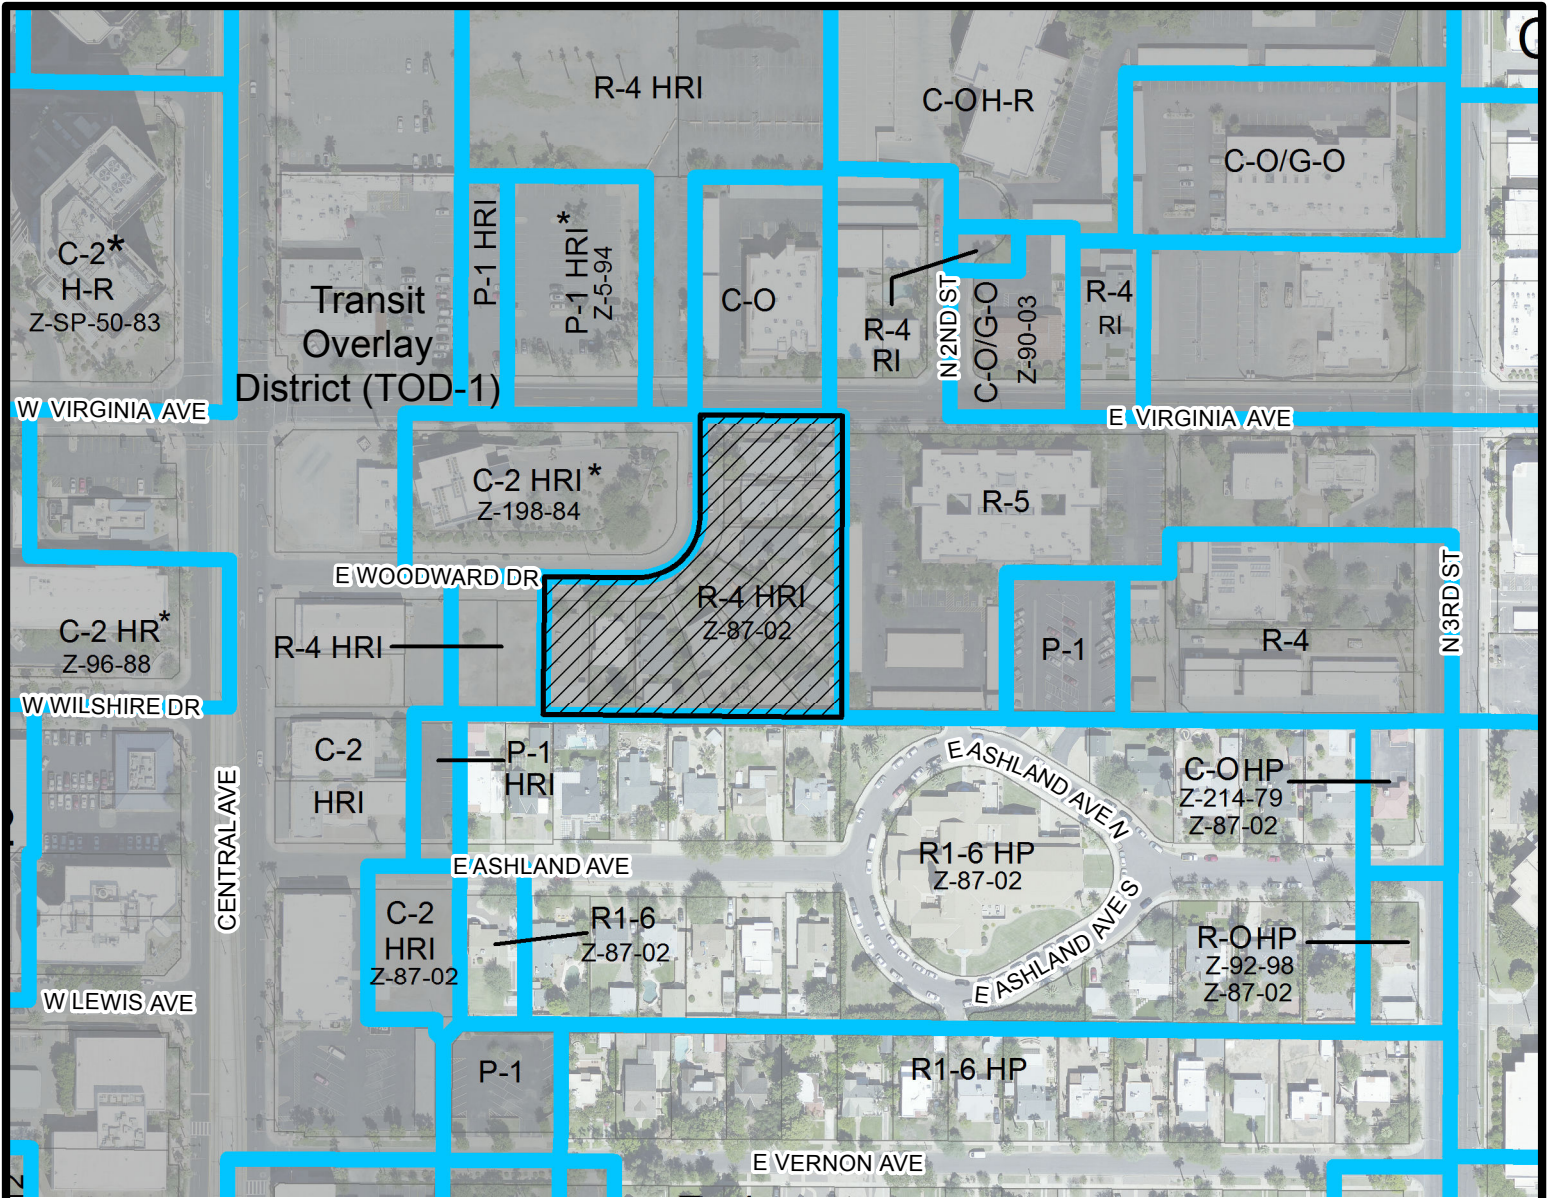 R-4 HRI
C-O H-R
C-O/G-O
C-2*
H-R
Z-SP-50-83
Transit
Overlay
District (TOD-1)
P-1 HRI
P-1 HRI*
Z-5-94
C-O
R-4
RI
N 2ND ST
C-O/G-O
Z-90-03
R-4
RI
W VIRGINIA AVE
E VIRGINIA AVE
C-2 HRI*
Z-198-84
R-5
E WOODWARD DR
R-4 HRI
Z-87-02
N 3RD ST
C-2 HR*
Z-96-88
R-4 HRI
P-1
R-4
W WILSHIRE DR
C-2
HRI
P-1
HRI
E ASHLAND AVE N
C-O HP
Z-214-79
Z-87-02
CENTRAL AVE
E ASHLAND AVE
R1-6 HP
Z-87-02
C-2
HRI
Z-87-02
R1-6
Z-87-02
E ASHLAND AVE S
R-O HP
Z-92-98
Z-87-02
W LEWIS AVE
P-1
R1-6 HP
E VERNON AVE